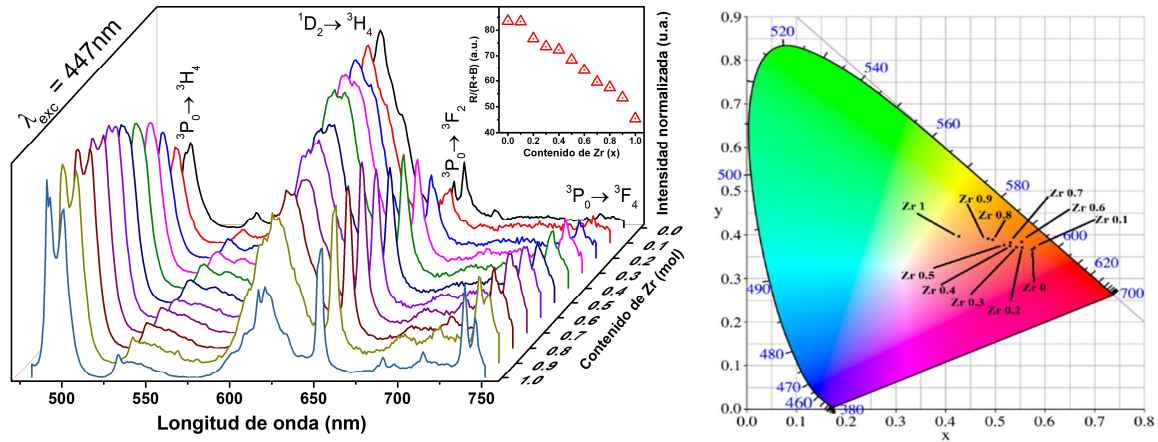 λexc = 447nm
³P₀→ ³H₄
¹D₂→ ³H₄
³P₀→ ³F₂
³P₀→ ³F₄
R/(R+B) (a.u.)
90
80
70
60
50
40
0.0 0.2 0.4 0.6 0.8 1.0
Contenido de Zr (x)
Intensidad normalizada (u.a.)
0.0
0.1
0.2
0.3
0.4
0.5
0.6
0.7
0.8
0.9
1.0
Contenido de Zr (mol)
500 550 600 650 700 750
Longitud de onda (nm)
0.9
0.8
0.7
0.6
0.5
y
0.4
0.3
0.2
0.1
0.0
0.0 0.1 0.2 0.3 0.4 0.5 0.6 0.7 0.8
x
520
540
560
500
580
600
620
700
490
480
470
460
380
Zr 1
Zr 0.9
Zr 0.8
Zr 0.7
Zr 0.6
Zr 0.1
Zr 0.5
Zr 0.4
Zr 0.3
Zr 0.2
Zr 0